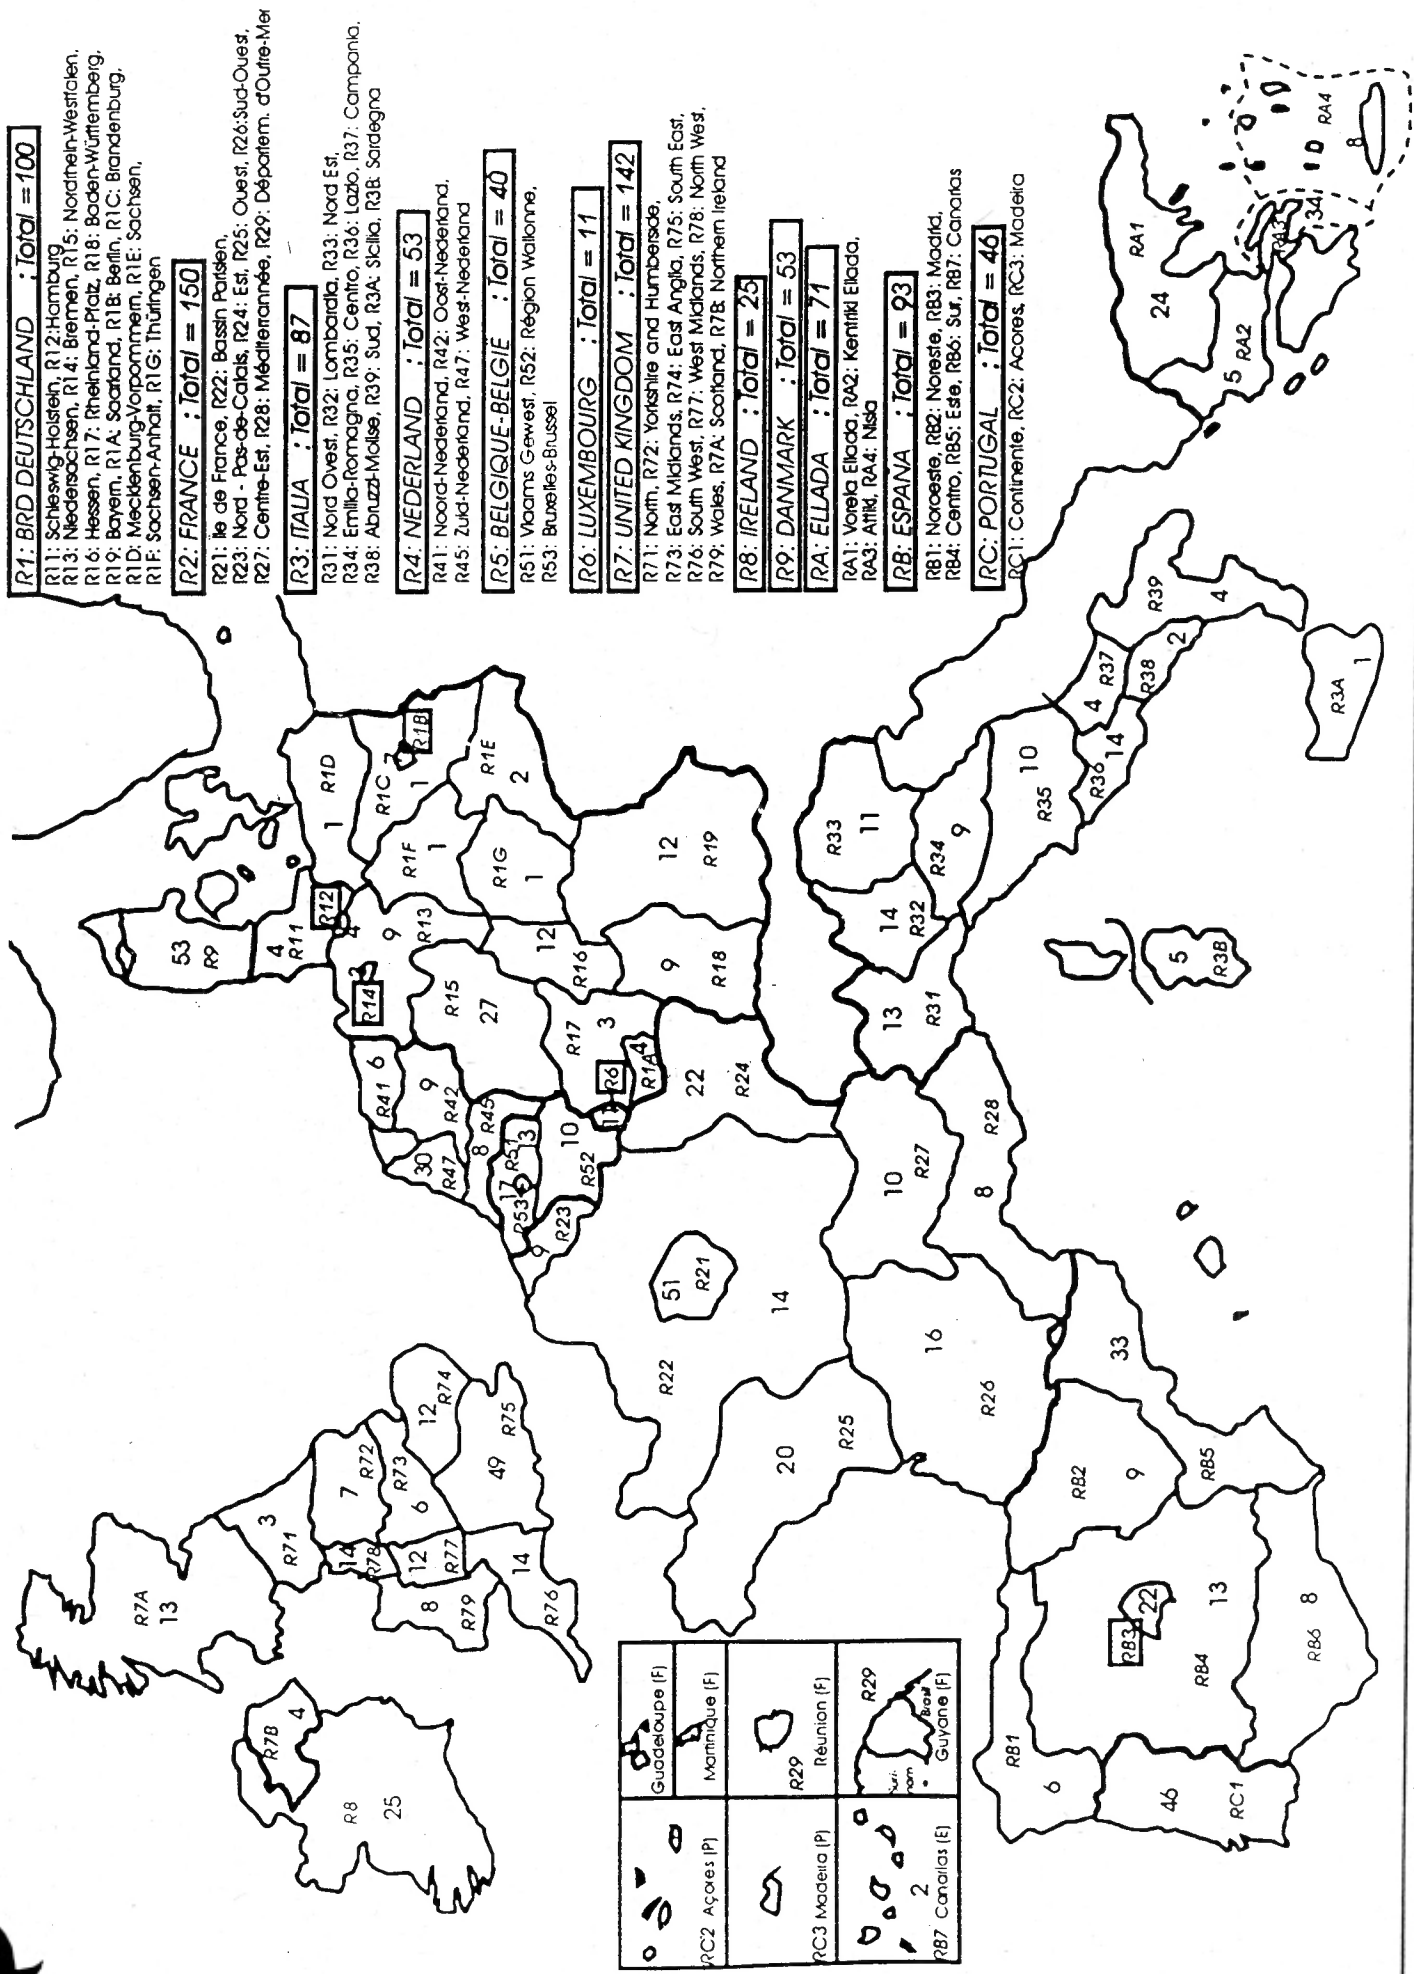 R1: BRD DEUTSCHLAND : Total = 100
R11: Schleswig-Holstein, R12: Hamburg
R13: Niedersachsen, R14: Bremen, R15: Nordrhein-Westfalen,
R16: Hessen, R17: Rheinland-Pfalz, R18: Baden-Württemberg,
R19: Bayern, R1A: Saarland, R1B: Berlin, R1C: Brandenburg,
R1D: Mecklenburg-Vorpommern, R1E: Sachsen,
R1F: Sachsen-Anhalt, R1G: Thüringen
R2: FRANCE : Total = 150
R21: Ile de France, R22: Bassin Parisien,
R23: Nord - Pas-de-Calais, R24: Est, R25: Ouest, R26: Sud-Ouest,
R27: Centre-Est, R28: Méditerrannée, R29: Départem. d'Outre-Mer
R3: ITALIA : Total = 87
R31: Nord Ovest, R32: Lombardia, R33: Nord Est,
R34: Emilia-Romagna, R35: Centro, R36: Lazio, R37: Campania,
R38: Abruzzi-Molise, R39: Sud, R3A: Sicilia, R3B: Sardegna
R4: NEDERLAND : Total = 53
R41: Noord-Nederland, R42: Oost-Nederland,
R45: Zuid-Nederland, R47: West-Nederland
R5: BELGIQUE-BELGIË : Total = 40
R51: Vlaams Gewest, R52: Région Wallonne,
R53: Bruxelles-Brussel
R6: LUXEMBOURG : Total = 11
R7: UNITED KINGDOM : Total = 142
R71: North, R72: Yorkshire and Humberside,
R73: East Midlands, R74: East Anglia, R75: South East,
R76: South West, R77: West Midlands, R78: North West,
R79: Wales, R7A: Scotland, R7B: Northern Ireland
R8: IRELAND : Total = 25
R9: DANMARK : Total = 53
RA: ELLADA : Total = 71
RA1: Voreia Ellada, RA2: Kentriki Ellada,
RA3: Attiki, RA4: Nisia
RB: ESPAÑA : Total = 93
RB1: Noroeste, RB2: Noreste, RB3: Madrid,
RB4: Centro, RB5: Este, RB6: Sur, RB7: Canarias
RC: PORTUGAL : Total = 46
RC1: Continente, RC2: Acores, RC3: Madeira
R7A
13
3
R71
7
R72
14
R78
R73
6
12
R74
12
R77
8
R79
49
R75
14
R76
R7B
4
R8
25
53
R9
4
R11
R12
4
R14
2
9
R13
1
R1D
R1C
1
R1B
R1F
1
R1E
2
R1G
1
R15
27
12
R16
R17
3
R1A
4
9
R18
12
R19
R41
6
9
R42
30
R47
8
R45
R51
13
17
R53
10
R52
R6
11
9
R23
22
R24
51
R21
14
R22
20
R25
16
R26
10
R27
8
R28
13
R31
14
R32
R33
11
R34
9
10
R35
R36
14
4
R37
R38
2
R39
4
R3A
1
5
R3B
RA1
24
5
RA2
RA3
34
RA4
8
RB1
6
RB2
9
RB3
22
13
RB4
33
RB5
8
RB6
46
RC1
RC2 Açores (P)
Guadeloupe (F)
Martinique (F)
RC3 Madeira (P)
R29
Réunion (F)
2
RB7 Canarias (E)
R29
Suri-
nam
Brasil
Guyane (F)